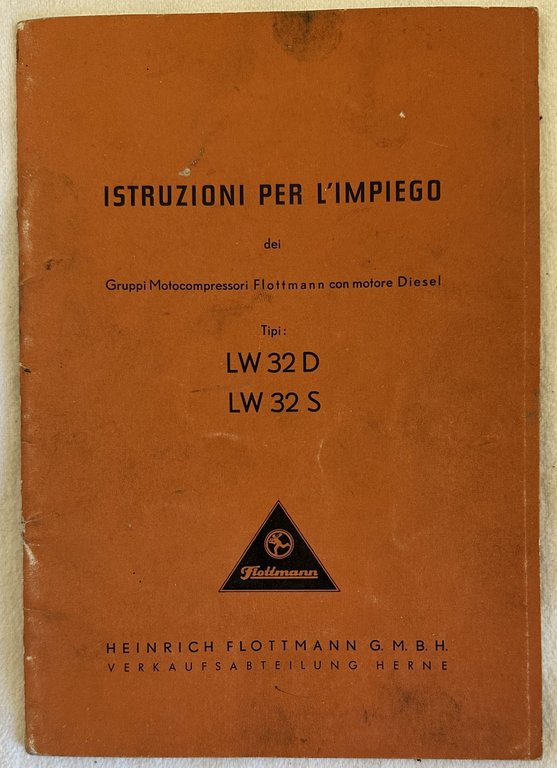 ISTRUZIONI PER L'IMPIEGO
dei
Gruppi Motocompressori Flottmann con motore Diesel
Tipi:
LW 32 D
LW 32 S
Flottmann
HEINRICH FLOTTMANN G. M. B. H.
VERKAUFSABTEILUNG HERNE